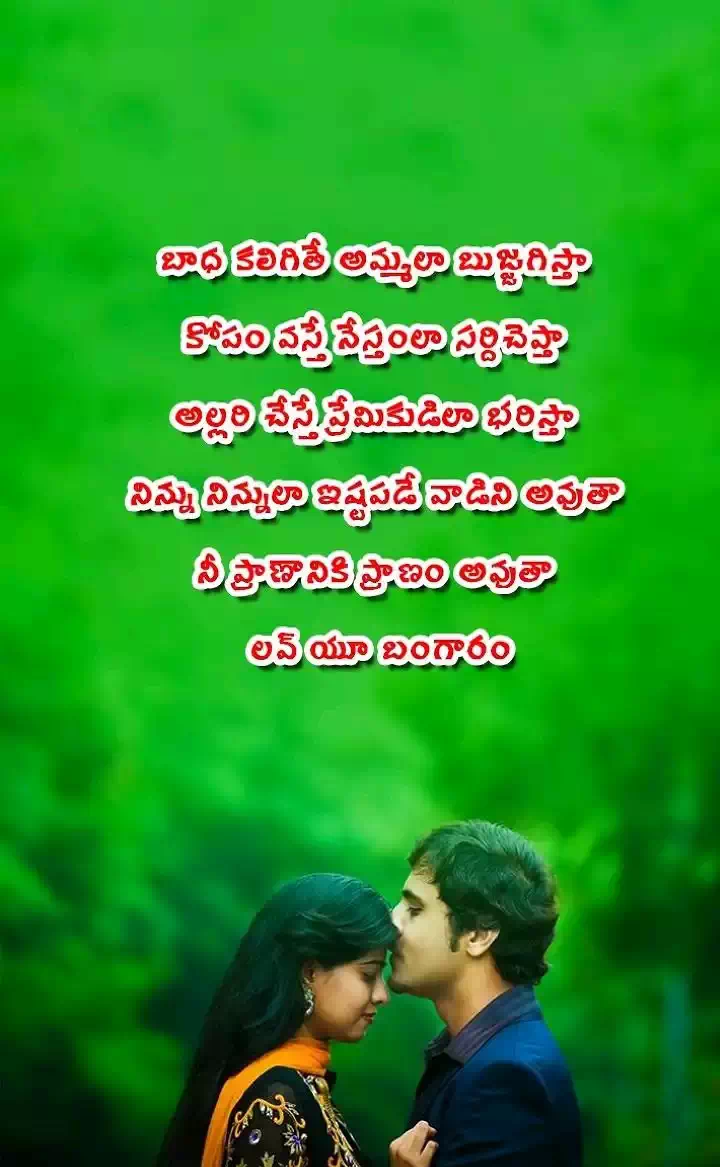 బాధ కలిగితే అమ్మలా బుజ్జగిస్తా
కోపం వస్తే నేస్తంలా సర్దిచెప్తా
అల్లరి చేస్తే ప్రేమికుడిలా భరిస్తా
నిన్ను నిన్నులా ఇష్టపడే వాడిని అవుతా
నీ ప్రాణానికి ప్రాణం అవుతా
లవ్ యూ బంగారం